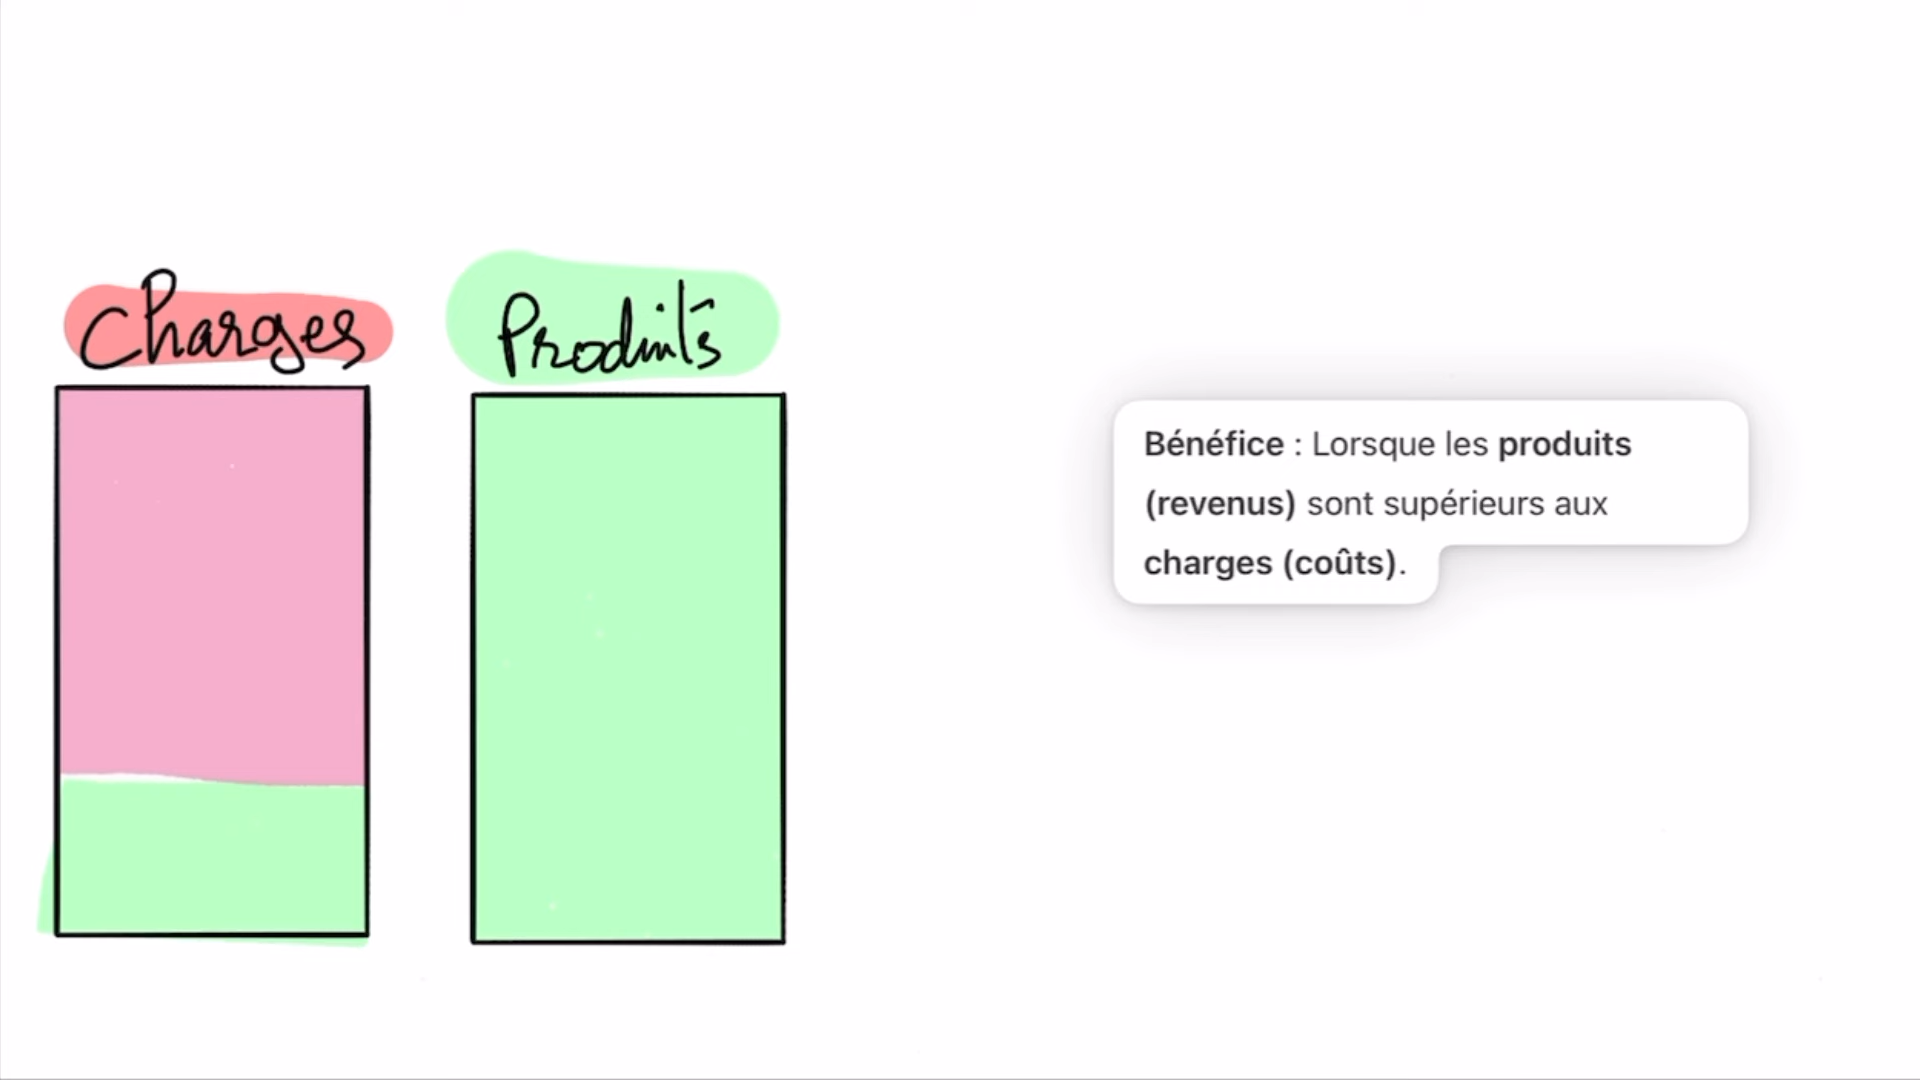 Charges
Produits
Bénéfice : Lorsque les produits
(revenus) sont supérieurs aux
charges (coûts).